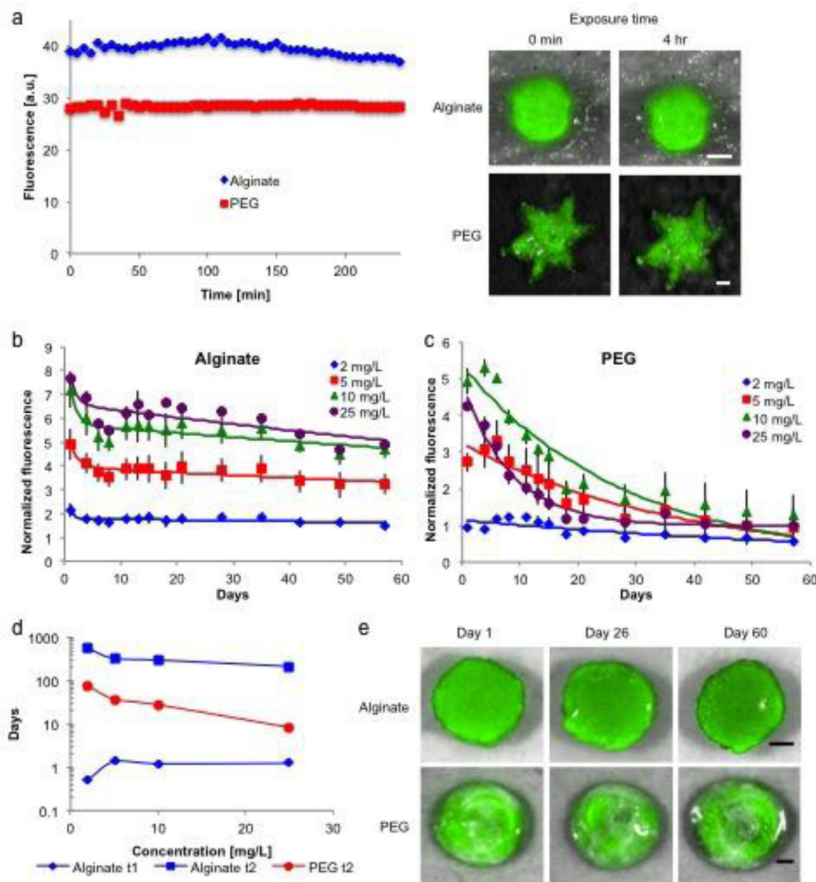 a
Fluorescence [a.u.]
40
30
20
10
0
0 50 100 150 200
Time [min]
Alginate
PEG
Exposure time
0 min 4 hr
Alginate
PEG
b
Alginate
Normalized fluorescence
9
8
7
6
5
4
3
2
1
0
0 10 20 30 40 50 60
Days
2 mg/L
5 mg/L
10 mg/L
25 mg/L
c
PEG
Normalized fluorescence
6
5
4
3
2
1
0
0 10 20 30 40 50 60
Days
2 mg/L
5 mg/L
10 mg/L
25 mg/L
d
Days
1000
100
10
1
0.1
0 10 20 30
Concentration [mg/L]
Alginate t1 Alginate t2 PEG t2
e
Day 1 Day 26 Day 60
Alginate
PEG